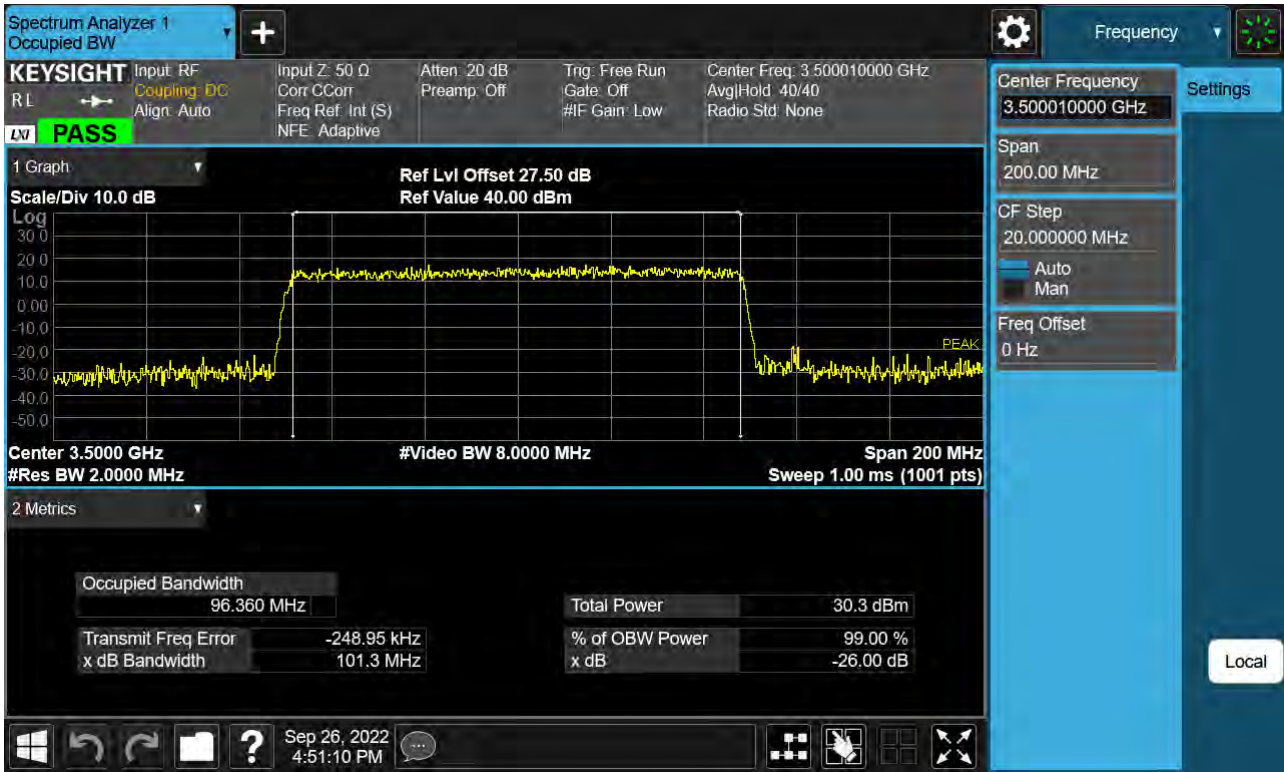 Spectrum Analyzer 1
Occupied BW
+
Frequency
KEYSIGHT
RL
LXI PASS
Input: RF
Coupling: DC
Align: Auto
Input Z: 50 Ω
Corr CCorr
Freq Ref: Int (S)
NFE: Adaptive
Atten: 20 dB
Preamp: Off
Trig: Free Run
Gate: Off
#IF Gain: Low
Center Freq: 3.500010000 GHz
Avg|Hold: 40/40
Radio Std: None
Center Frequency
3.500010000 GHz
Settings
Span
200.00 MHz
CF Step
20.000000 MHz
Auto
Man
Freq Offset
0 Hz
Local
1 Graph
Ref Lvl Offset 27.50 dB
Scale/Div 10.0 dB
Ref Value 40.00 dBm
Log
30.0
20.0
10.0
0.00
-10.0
-20.0
-30.0
-40.0
-50.0
PEAK
Center 3.5000 GHz
#Video BW 8.0000 MHz
Span 200 MHz
#Res BW 2.0000 MHz
Sweep 1.00 ms (1001 pts)
2 Metrics
Occupied Bandwidth
96.360 MHz
Total Power 30.3 dBm
Transmit Freq Error -248.95 kHz
% of OBW Power 99.00 %
x dB Bandwidth 101.3 MHz
x dB -26.00 dB
?
Sep 26, 2022
4:51:10 PM